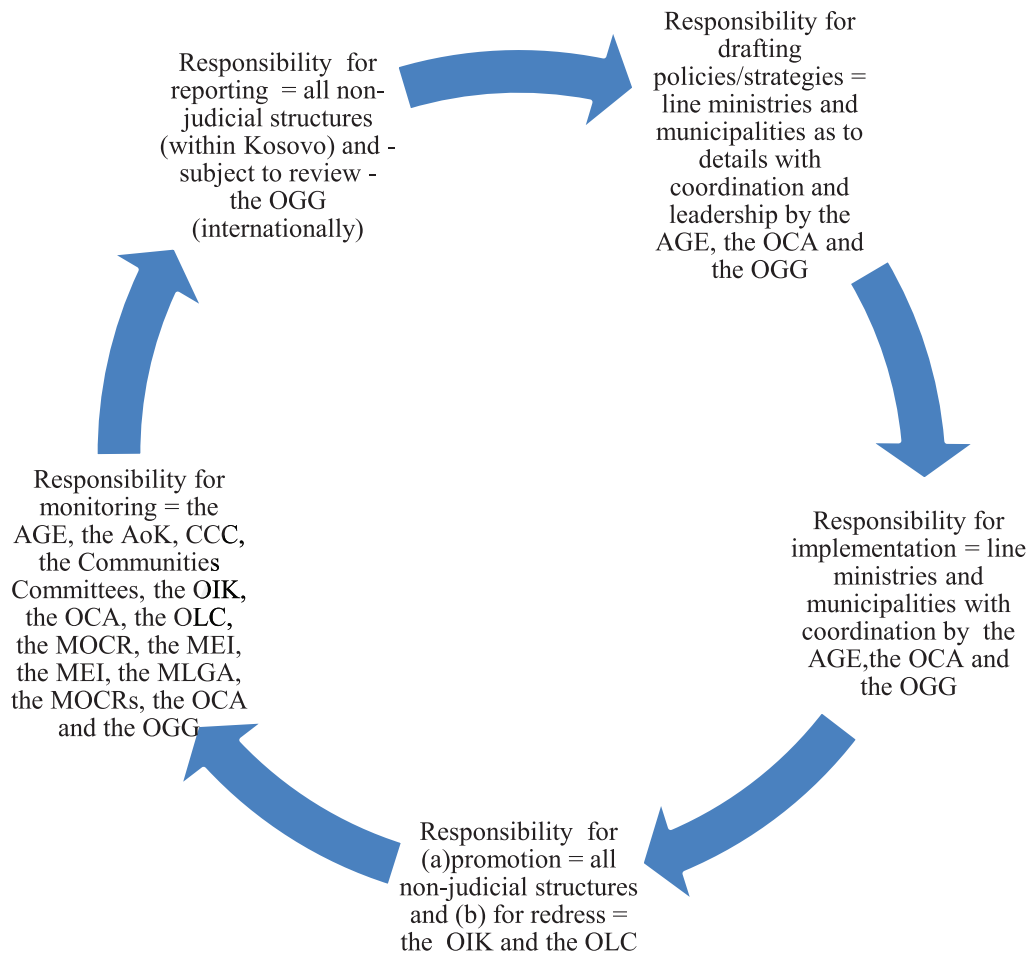 Responsibility for
reporting = all non-
judicial structures
(within Kosovo) and -
subject to review -
the OGG
(internationally)
Responsibility for
drafting
policies/strategies =
line ministries and
municipalities as to
details with
coordination and
leadership by the
AGE, the OCA and
the OGG
Responsibility for
implementation = line
ministries and
municipalities with
coordination by the
AGE,the OCA and
the OGG
Responsibility for
(a)promotion = all
non-judicial structures
and (b) for redress =
the OIK and the OLC
Responsibility for
monitoring = the
AGE, the AoK, CCC,
the Communities
Committees, the OIK,
the OCA, the OLC,
the MOCR, the MEI,
the MEI, the MLGA,
the MOCRs, the OCA
and the OGG